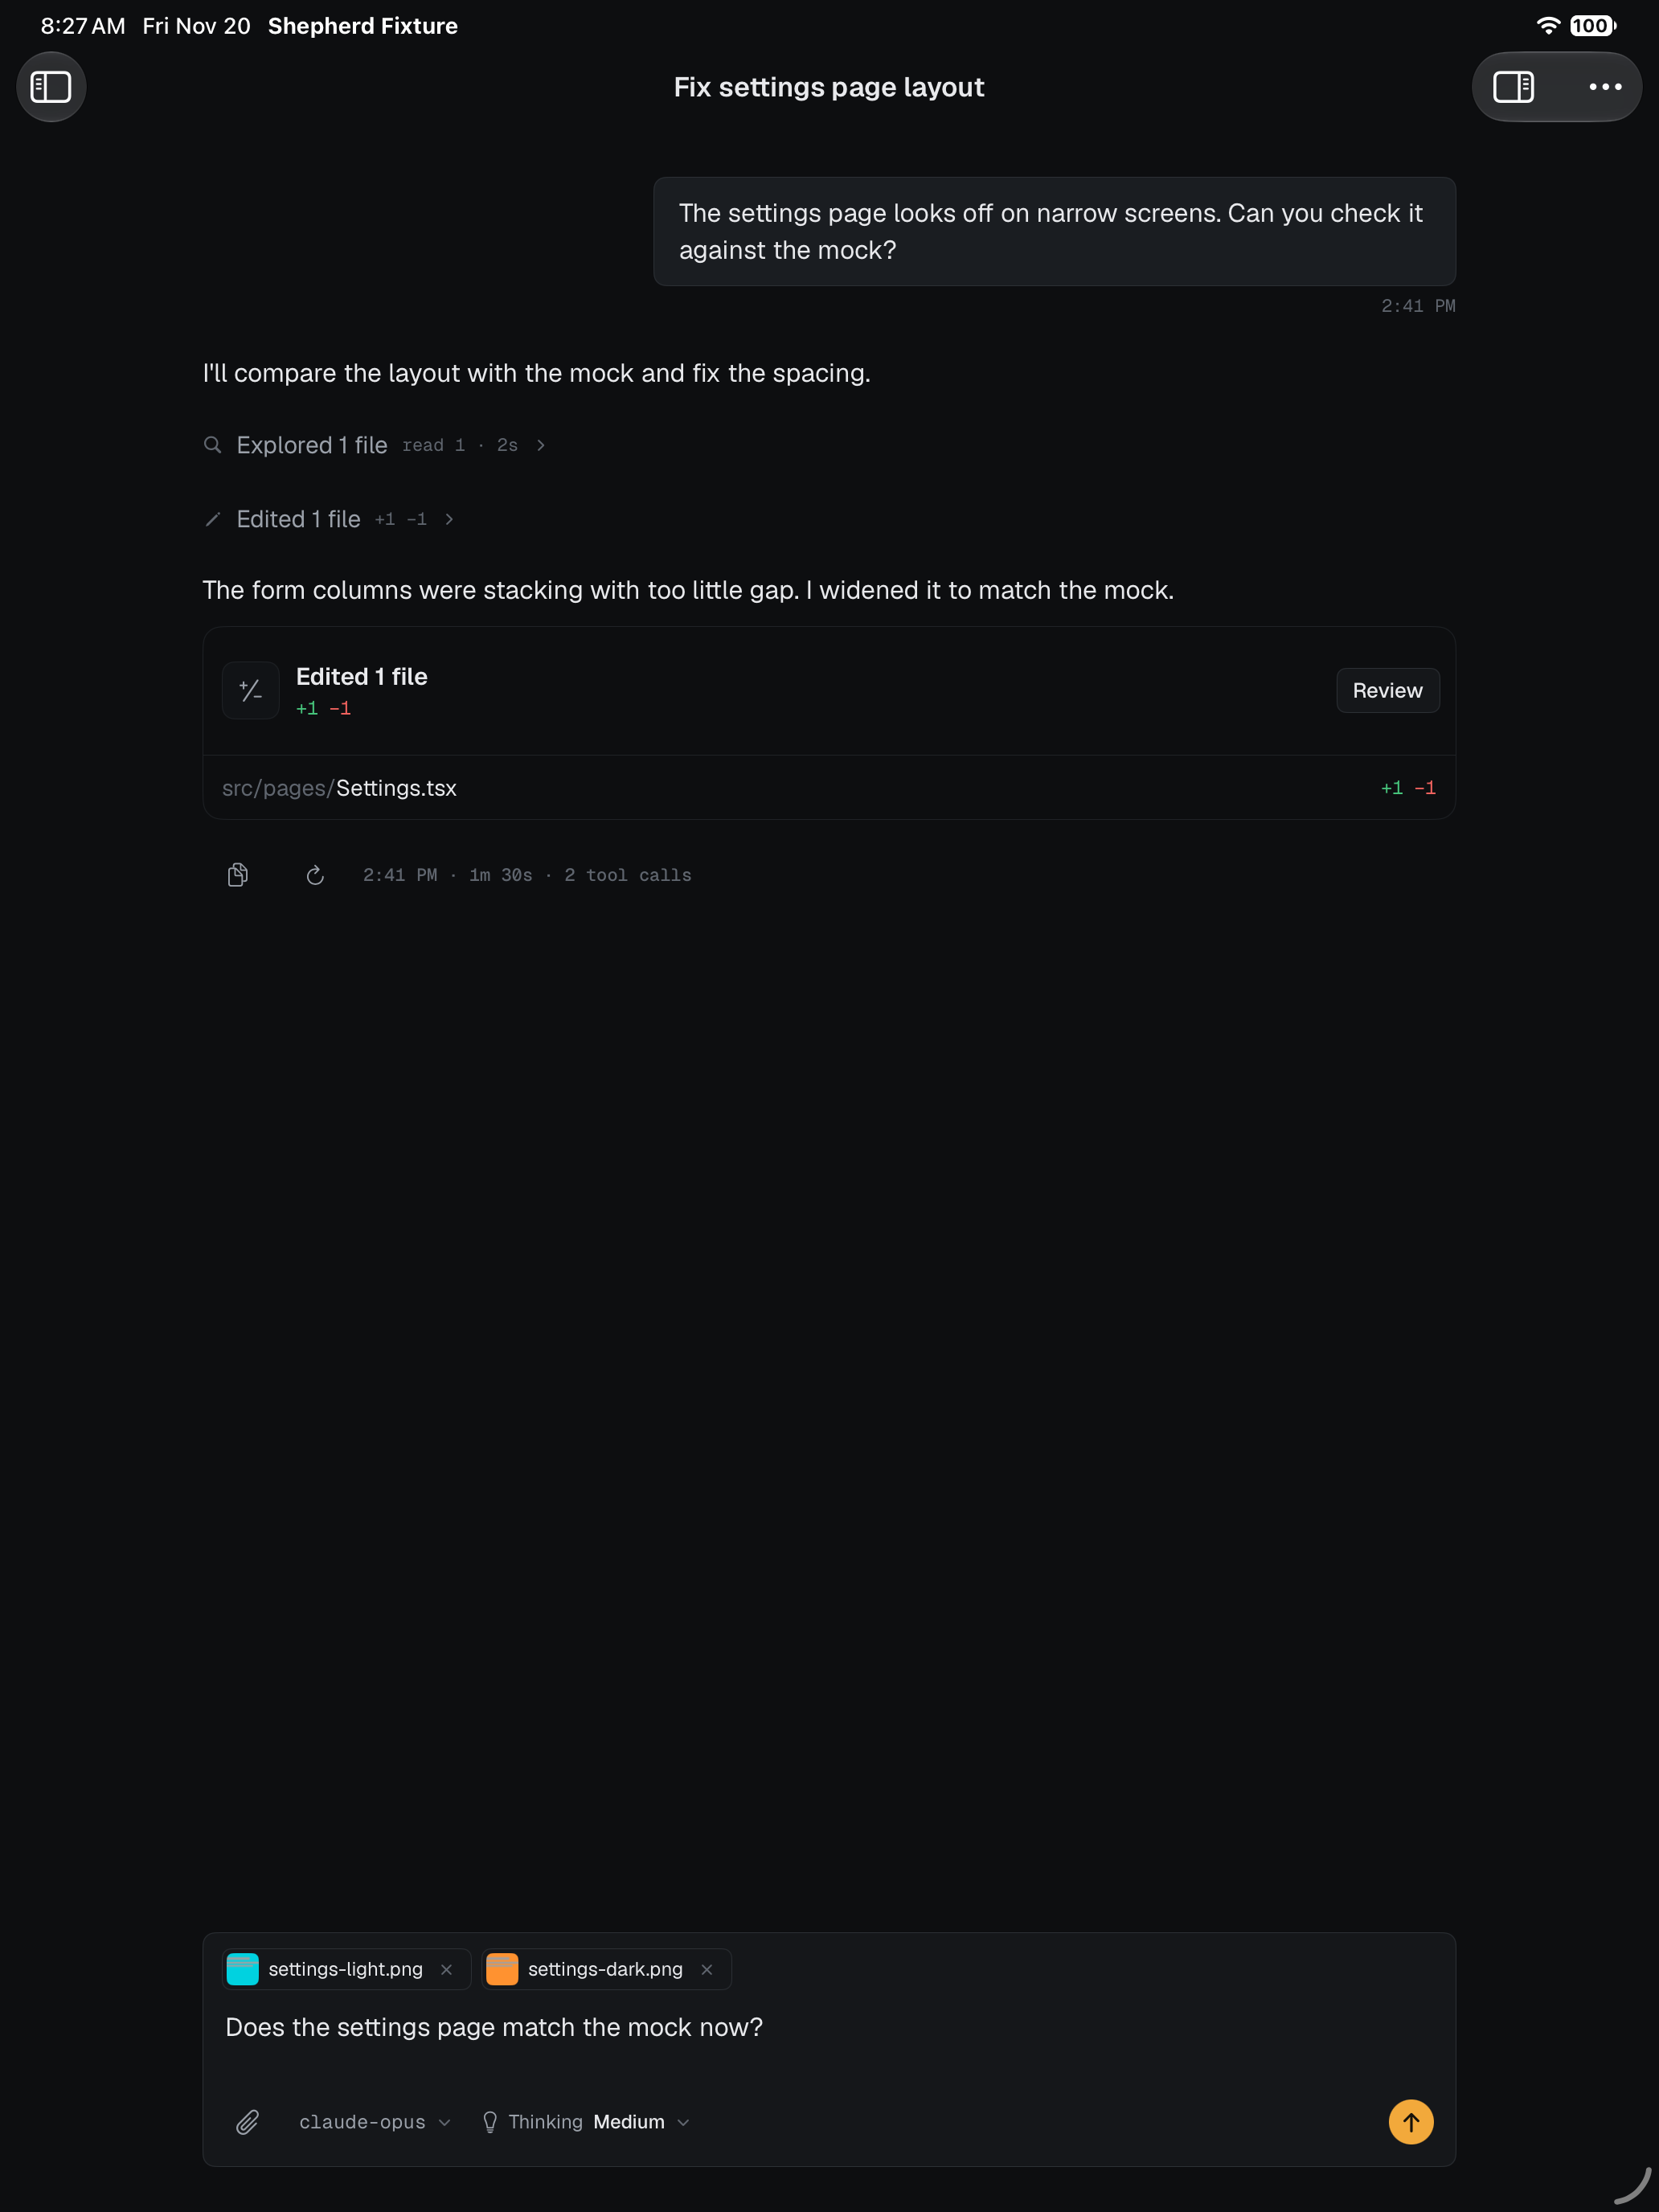 8:27 AM Fri Nov 20 Shepherd Fixture
100
Fix settings page layout
The settings page looks off on narrow screens. Can you check it
against the mock?
2:41 PM
I'll compare the layout with the mock and fix the spacing.
Explored 1 file read 1 · 2s
Edited 1 file +1 −1
The form columns were stacking with too little gap. I widened it to match the mock.
Edited 1 file
+1 −1
Review
src/pages/Settings.tsx
+1 −1
2:41 PM · 1m 30s · 2 tool calls
settings-light.png
settings-dark.png
Does the settings page match the mock now?
claude-opus
Thinking Medium